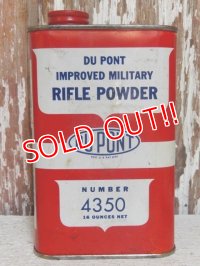 DU PONT
IMPROVED MILITARY
RIFLE POWDER
SOLD OUT!!
DU PONT
NUMBER
4350
16 OUNCES NET